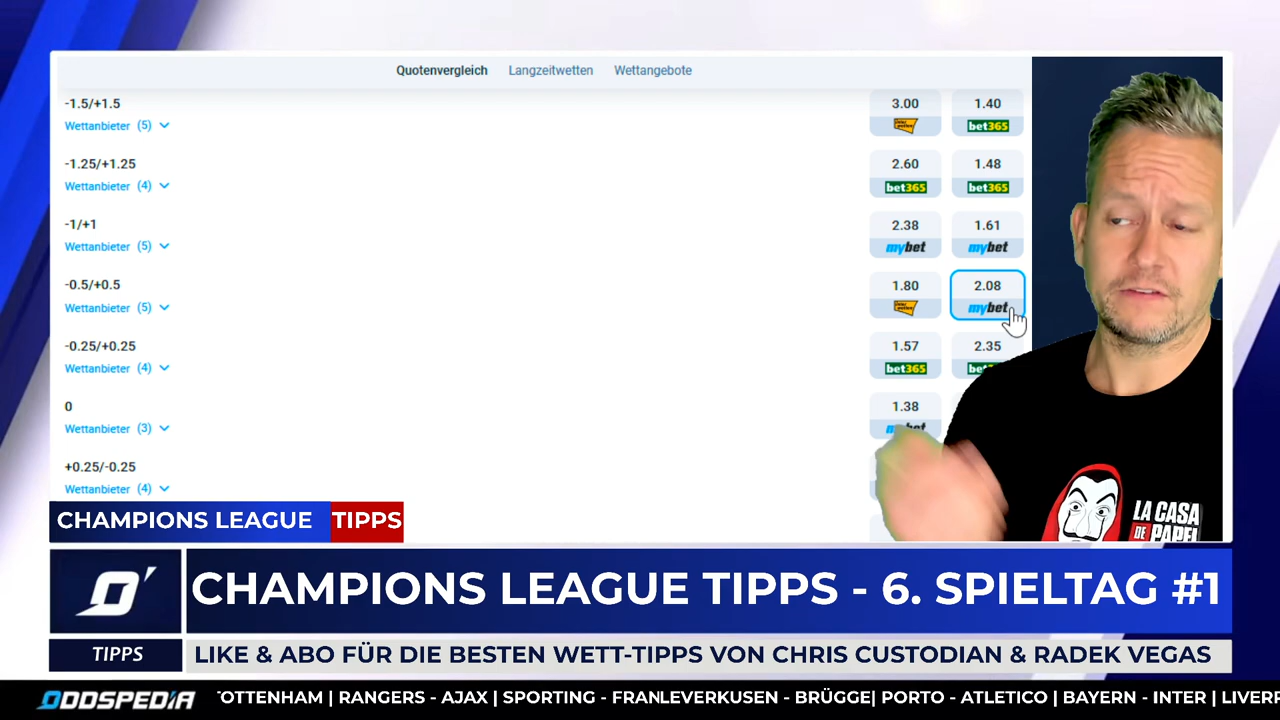 Quotenvergleich Langzeitwetten Wettangebote
-1.5/+1.5 3.00 1.40
Wettanbieter (5) bet365
-1.25/+1.25 2.60 1.48
Wettanbieter (4) bet365 bet365
-1/+1 2.38 1.61
Wettanbieter (5) mybet mybet
-0.5/+0.5 1.80 2.08
Wettanbieter (5) mybet
-0.25/+0.25 1.57 2.35
Wettanbieter (4) bet365
0 1.38
Wettanbieter (3)
+0.25/-0.25
Wettanbieter (4)
LA CASA
DE PAPEL
CHAMPIONS LEAGUE TIPPS
CHAMPIONS LEAGUE TIPPS - 6. SPIELTAG #1
TIPPS LIKE & ABO FÜR DIE BESTEN WETT-TIPPS VON CHRIS CUSTODIAN & RADEK VEGAS
ODDSPEDIA OTTENHAM | RANGERS - AJAX | SPORTING - FRANLEVERKUSEN - BRÜGGE| PORTO - ATLETICO | BAYERN - INTER | LIVERP